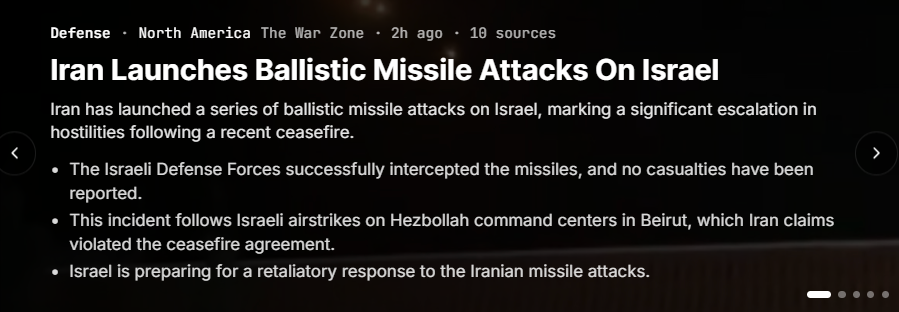 Defense · North America The War Zone · 2h ago · 10 sources
Iran Launches Ballistic Missile Attacks On Israel
Iran has launched a series of ballistic missile attacks on Israel, marking a significant escalation in
hostilities following a recent ceasefire.
• The Israeli Defense Forces successfully intercepted the missiles, and no casualties have been
reported.
• This incident follows Israeli airstrikes on Hezbollah command centers in Beirut, which Iran claims
violated the ceasefire agreement.
• Israel is preparing for a retaliatory response to the Iranian missile attacks.